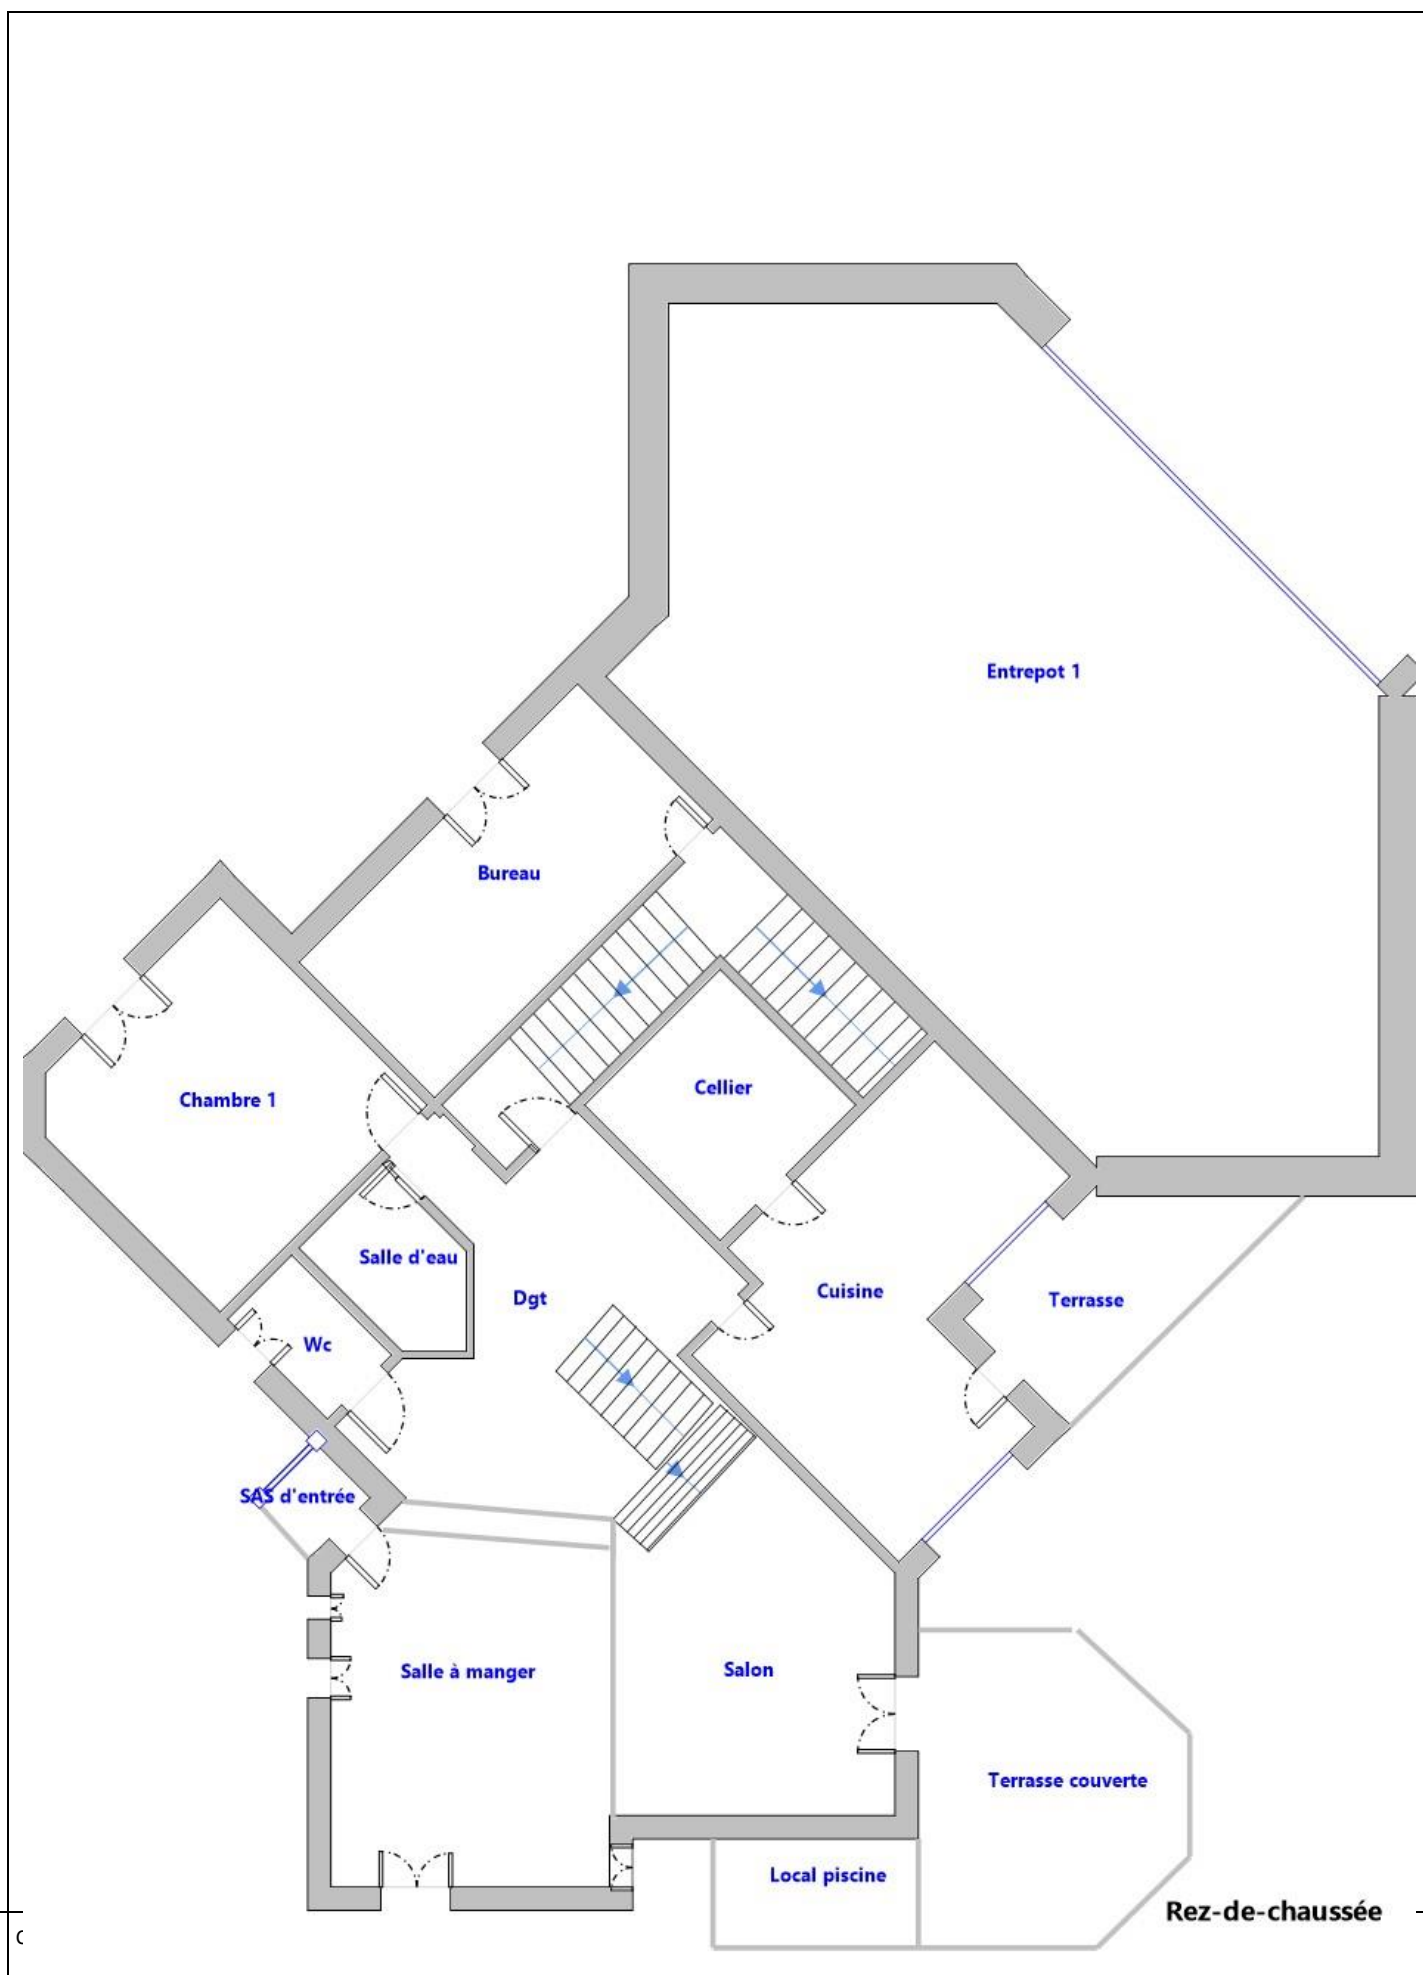 Entrepot 1
Bureau
Cellier
Chambre 1
Salle d'eau
Cuisine
Dgt
Terrasse
Wc
SAS d'entrée
Salon
Salle à manger
Terrasse couverte
Local piscine
Rez-de-chaussée